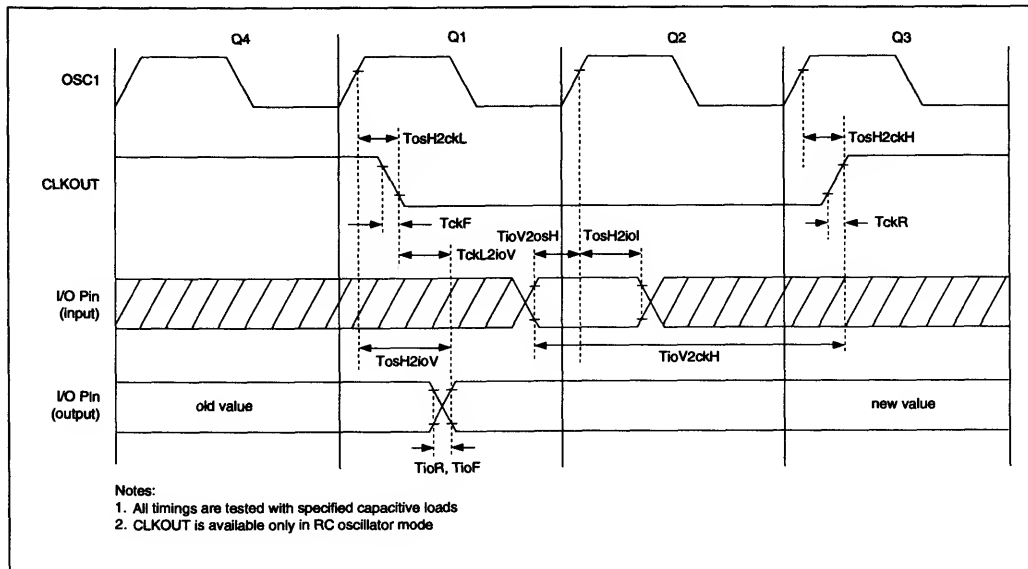 Q4 Q1 Q2 Q3
OSC1
TosH2ckL TosH2ckH
CLKOUT
TckF TckR
TioV2osH TosH2ioI
TckL2ioV
I/O Pin
(input)
TosH2ioV TioV2ckH
I/O Pin
(output)
old value new value
TioR, TioF
Notes:
1. All timings are tested with specified capacitive loads
2. CLKOUT is available only in RC oscillator mode